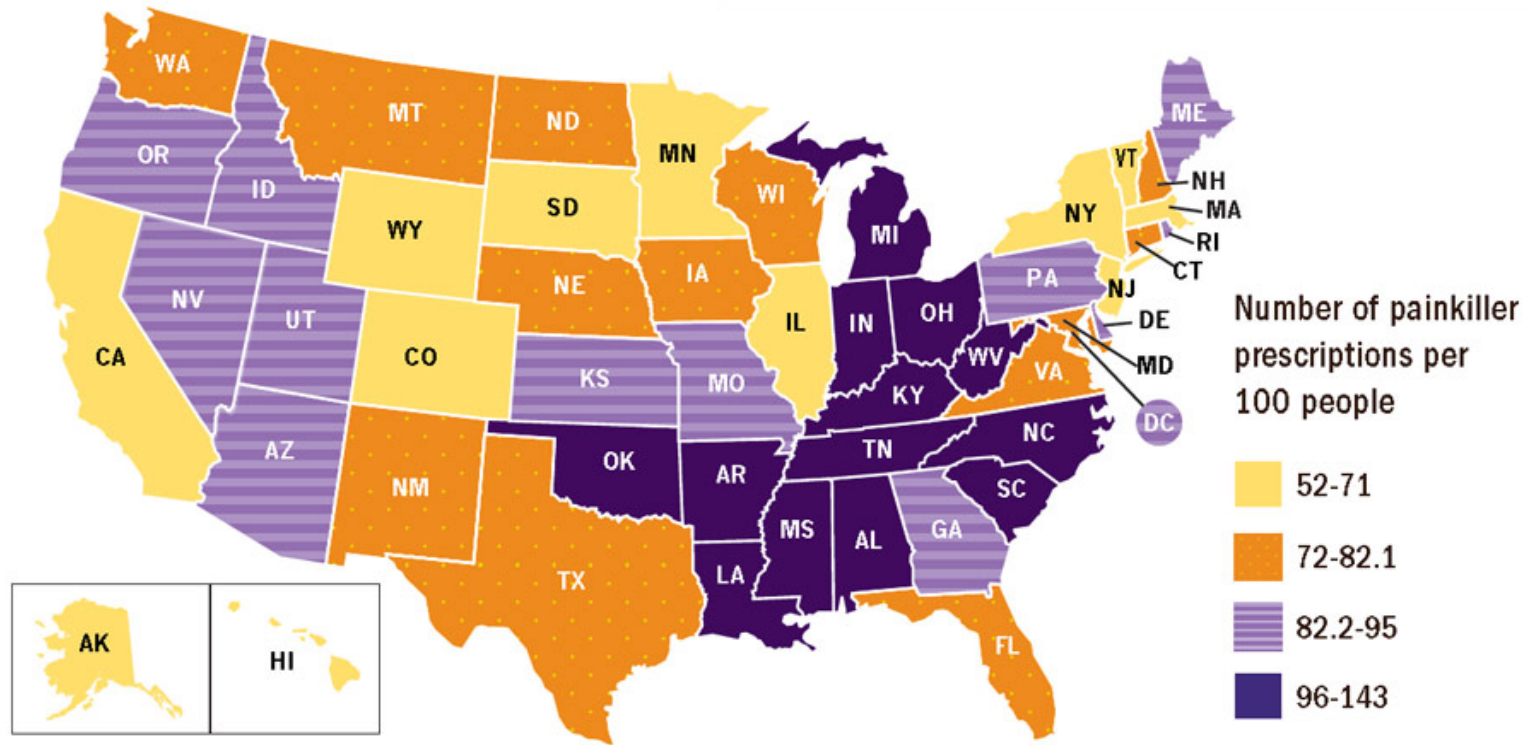 WA
MT
ND
MN
OR
ID
WY
SD
WI
MI
ME
VT
NH
NY
MA
RI
CT
NV
UT
CA
CO
NE
IA
IL
IN
OH
PA
NJ
DE
MD
WV
VA
DC
KS
MO
KY
AZ
NM
OK
AR
TN
NC
SC
TX
LA
MS
AL
GA
FL
AK
HI
Number of painkiller
prescriptions per
100 people
52-71
72-82.1
82.2-95
96-143